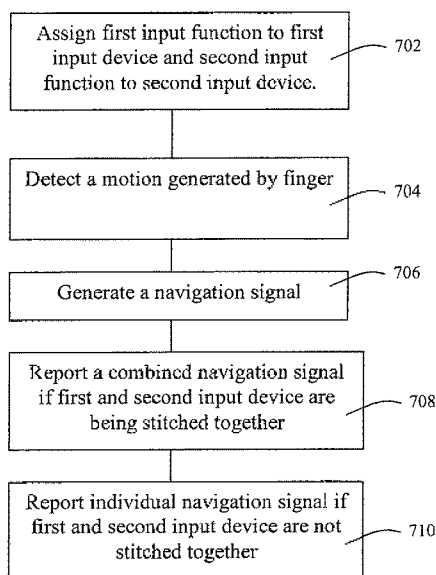 Assign first input function to first
input device and second input
function to second input device.
702
Detect a motion generated by finger
704
706
Generate a navigation signal
Report a combined navigation signal
if first and second input device are
being stitched together
708
Report individual navigation signal if
first and second input device are not
stitched together
710